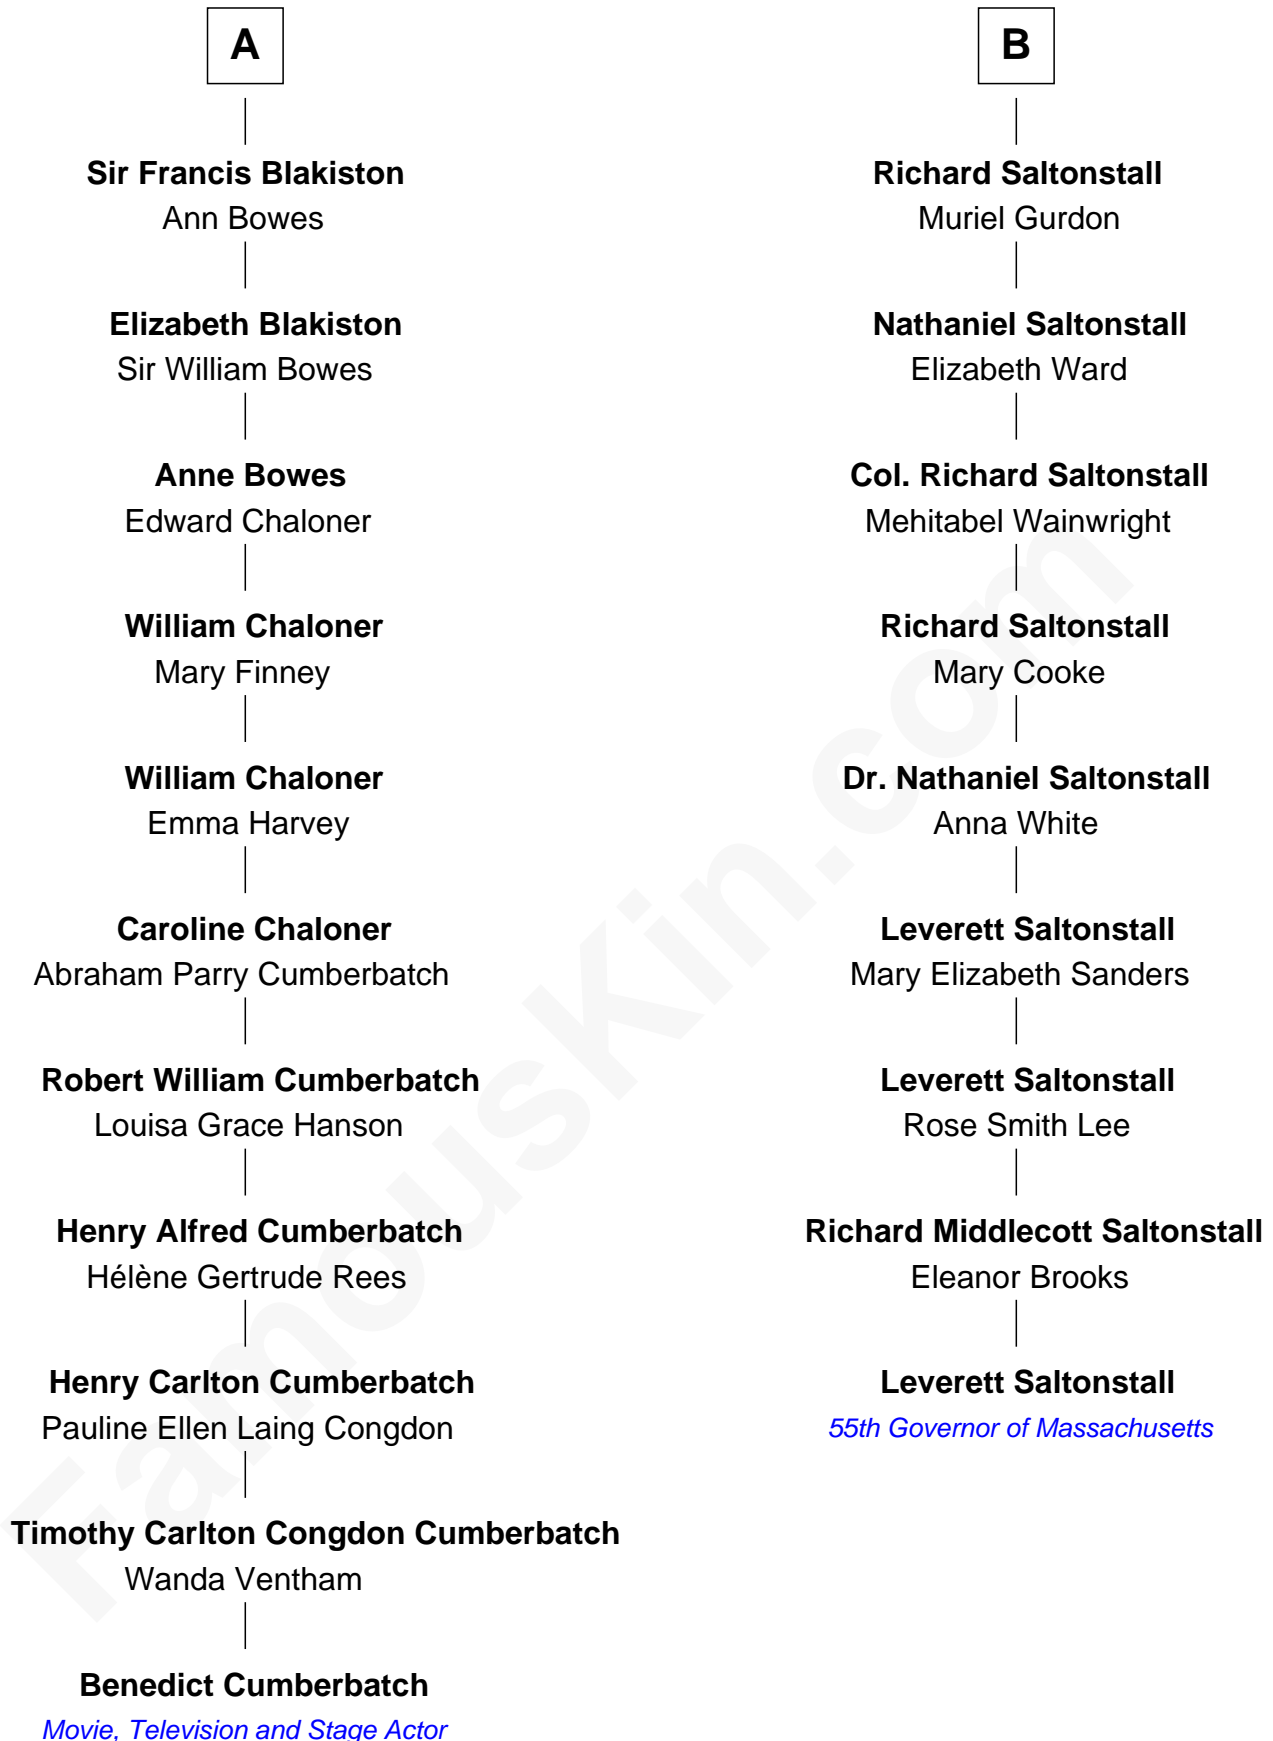 A
Sir Francis Blakiston
Ann Bowes
Elizabeth Blakiston
Sir William Bowes
Anne Bowes
Edward Chaloner
William Chaloner
Mary Finney
William Chaloner
Emma Harvey
Caroline Chaloner
Abraham Parry Cumberbatch
Robert William Cumberbatch
Louisa Grace Hanson
Henry Alfred Cumberbatch
Hélène Gertrude Rees
Henry Carlton Cumberbatch
Pauline Ellen Laing Congdon
Timothy Carlton Congdon Cumberbatch
Wanda Ventham
Benedict Cumberbatch
Movie, Television and Stage Actor
B
Richard Saltonstall
Muriel Gurdon
Nathaniel Saltonstall
Elizabeth Ward
Col. Richard Saltonstall
Mehitabel Wainwright
Richard Saltonstall
Mary Cooke
Dr. Nathaniel Saltonstall
Anna White
Leverett Saltonstall
Mary Elizabeth Sanders
Leverett Saltonstall
Rose Smith Lee
Richard Middlecott Saltonstall
Eleanor Brooks
Leverett Saltonstall
55th Governor of Massachusetts
FamousKin.com